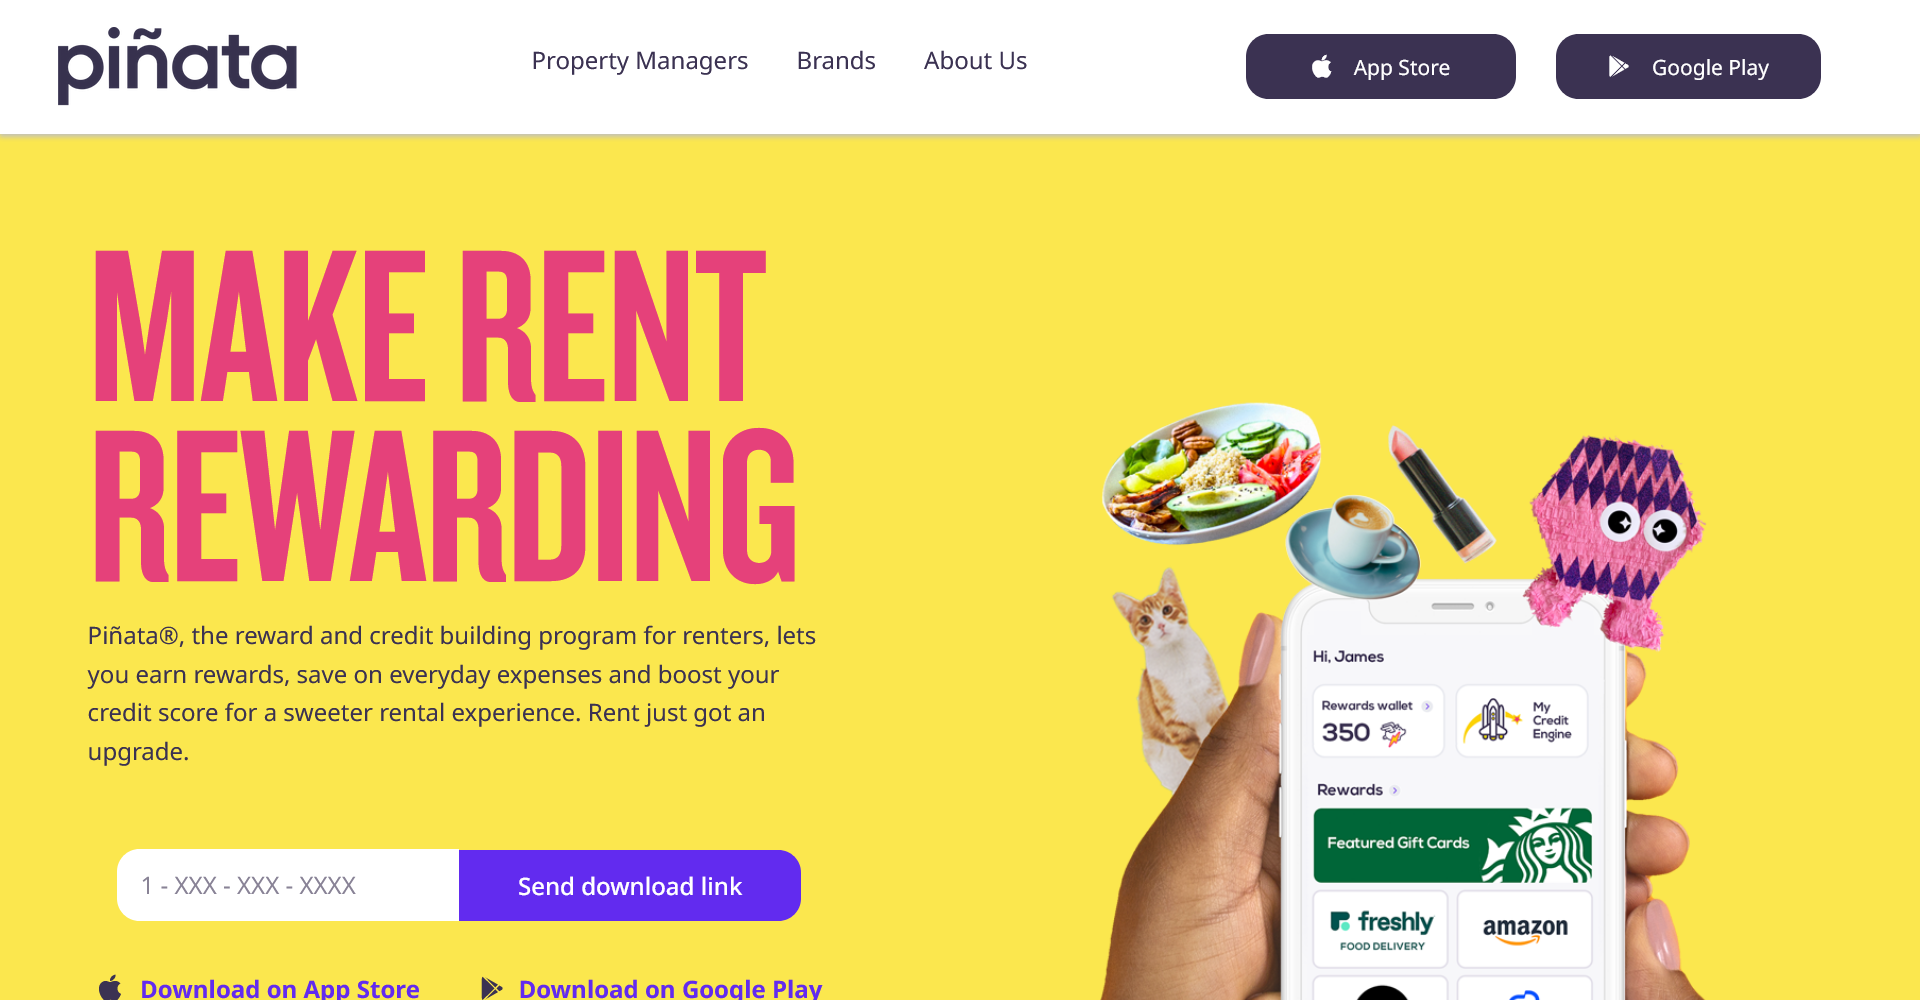 piñata
Property Managers
Brands
About Us
App Store
Google Play
MAKE RENT
REWARDING
Piñata®, the reward and credit building program for renters, lets
you earn rewards, save on everyday expenses and boost your
credit score for a sweeter rental experience. Rent just got an
upgrade.
1 - XXX - XXX - XXXX
Send download link
Download on App Store
Download on Google Play
Hi, James
Rewards wallet
350
My
Credit
Engine
Rewards
Featured Gift Cards
freshly
FOOD DELIVERY
amazon